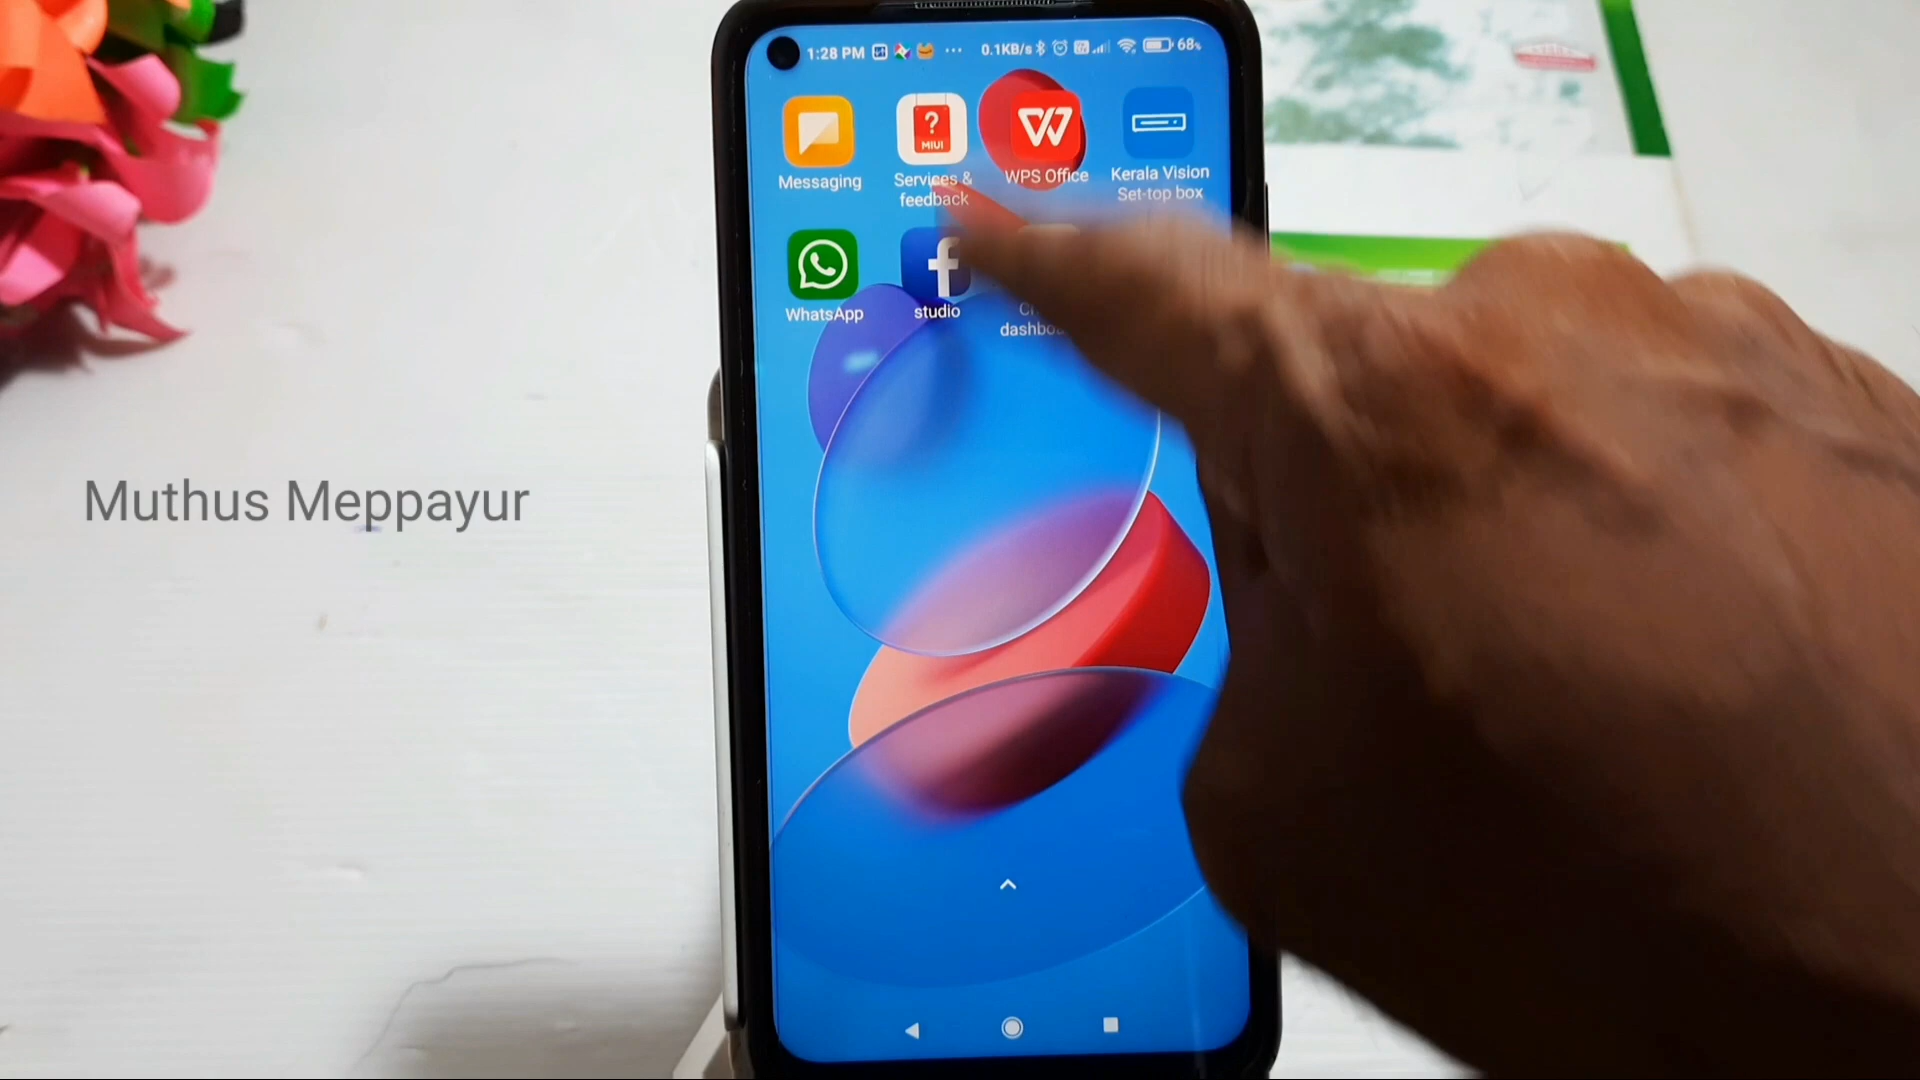 1:28 PM
0.1KB/s
68%
MIUI
Messaging
Services &
feedback
WPS Office
Kerala Vision
Set-top box
WhatsApp
studio
Muthus Meppayur